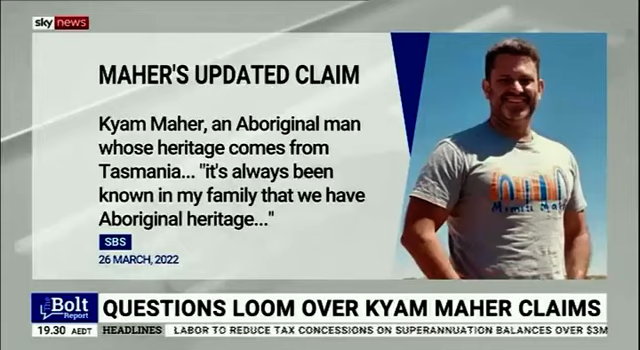 sky news
MAHER'S UPDATED CLAIM
Kyam Maher, an Aboriginal man
whose heritage comes from
Tasmania... "it's always been
known in my family that we have
Aboriginal heritage..."
SBS
26 MARCH, 2022
The Bolt Report
QUESTIONS LOOM OVER KYAM MAHER CLAIMS
19.30 AEDT HEADLINES LABOR TO REDUCE TAX CONCESSIONS ON SUPERANNUATION BALANCES OVER $3M